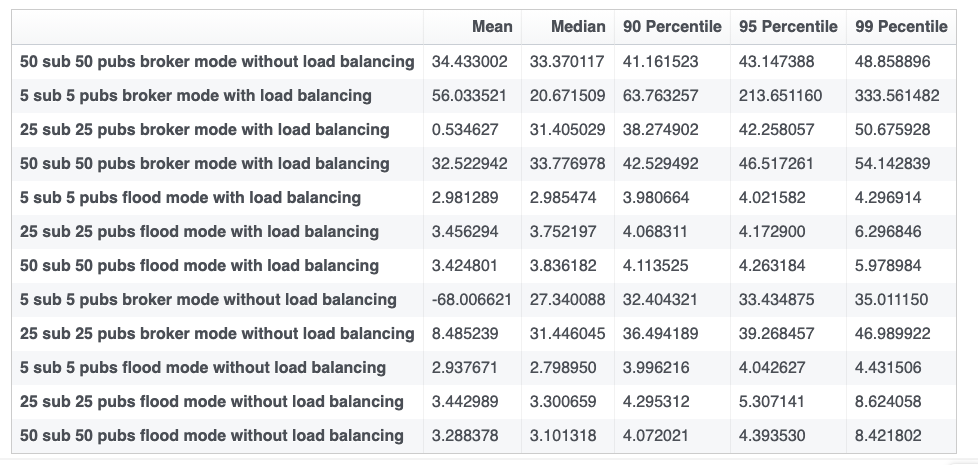 Mean Median 90 Percentile 95 Percentile 99 Pecentile
50 sub 50 pubs broker mode without load balancing 34.433002 33.370117 41.161523 43.147388 48.858896
5 sub 5 pubs broker mode with load balancing 56.033521 20.671509 63.763257 213.651160 333.561482
25 sub 25 pubs broker mode with load balancing 0.534627 31.405029 38.274902 42.258057 50.675928
50 sub 50 pubs broker mode with load balancing 32.522942 33.776978 42.529492 46.517261 54.142839
5 sub 5 pubs flood mode with load balancing 2.981289 2.985474 3.980664 4.021582 4.296914
25 sub 25 pubs flood mode with load balancing 3.456294 3.752197 4.068311 4.172900 6.296846
50 sub 50 pubs flood mode with load balancing 3.424801 3.836182 4.113525 4.263184 5.978984
5 sub 5 pubs broker mode without load balancing -68.006621 27.340088 32.404321 33.434875 35.011150
25 sub 25 pubs broker mode without load balancing 8.485239 31.446045 36.494189 39.268457 46.989922
5 sub 5 pubs flood mode without load balancing 2.937671 2.798950 3.996216 4.042627 4.431506
25 sub 25 pubs flood mode without load balancing 3.442989 3.300659 4.295312 5.307141 8.624058
50 sub 50 pubs flood mode without load balancing 3.288378 3.101318 4.072021 4.393530 8.421802